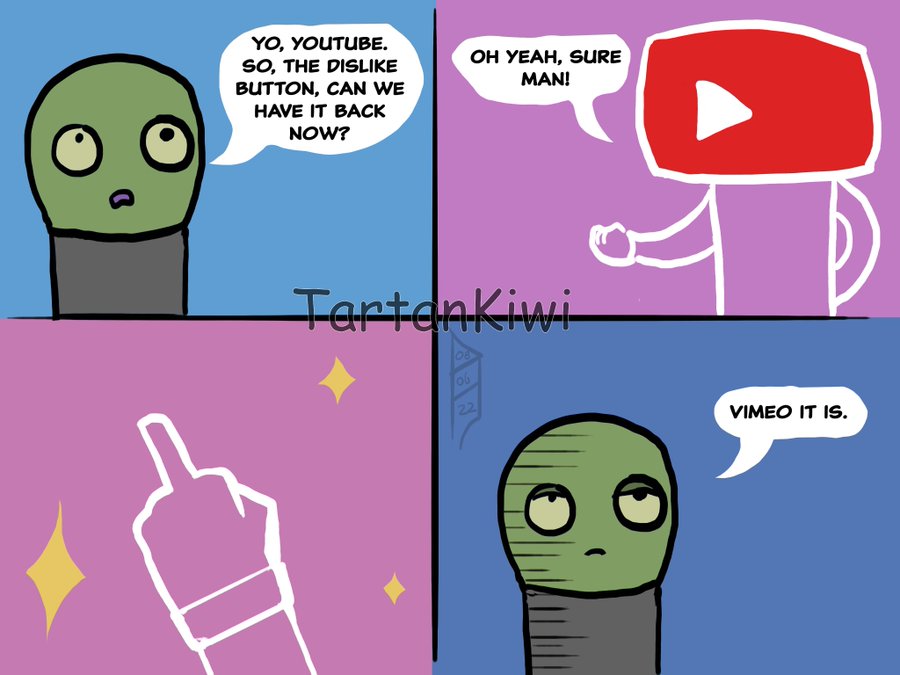 YO, YOUTUBE.
SO, THE DISLIKE
BUTTON, CAN WE
HAVE IT BACK
NOW?
OH YEAH, SURE
MAN!
TartanKiwi
08
06
22
VIMEO IT IS.